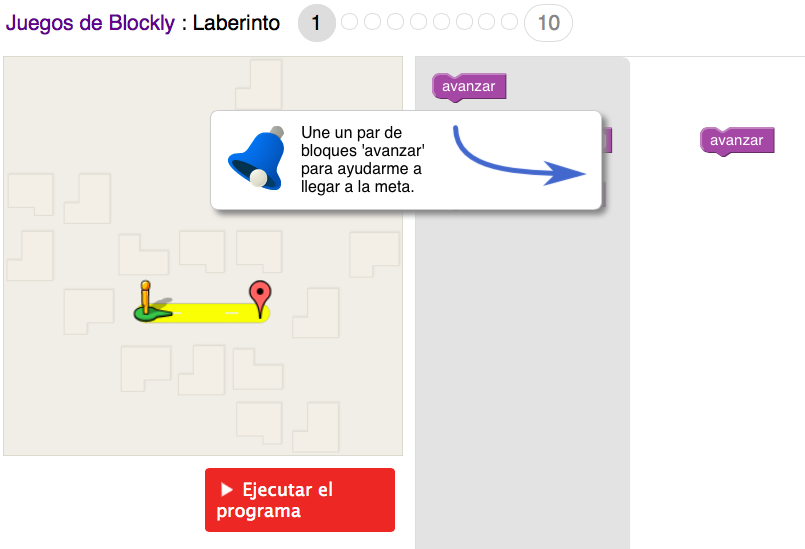 Juegos de Blockly : Laberinto 1 10
avanzar
Une un par de
bloques 'avanzar'
para ayudarme a
llegar a la meta.
avanzar
Ejecutar el
programa